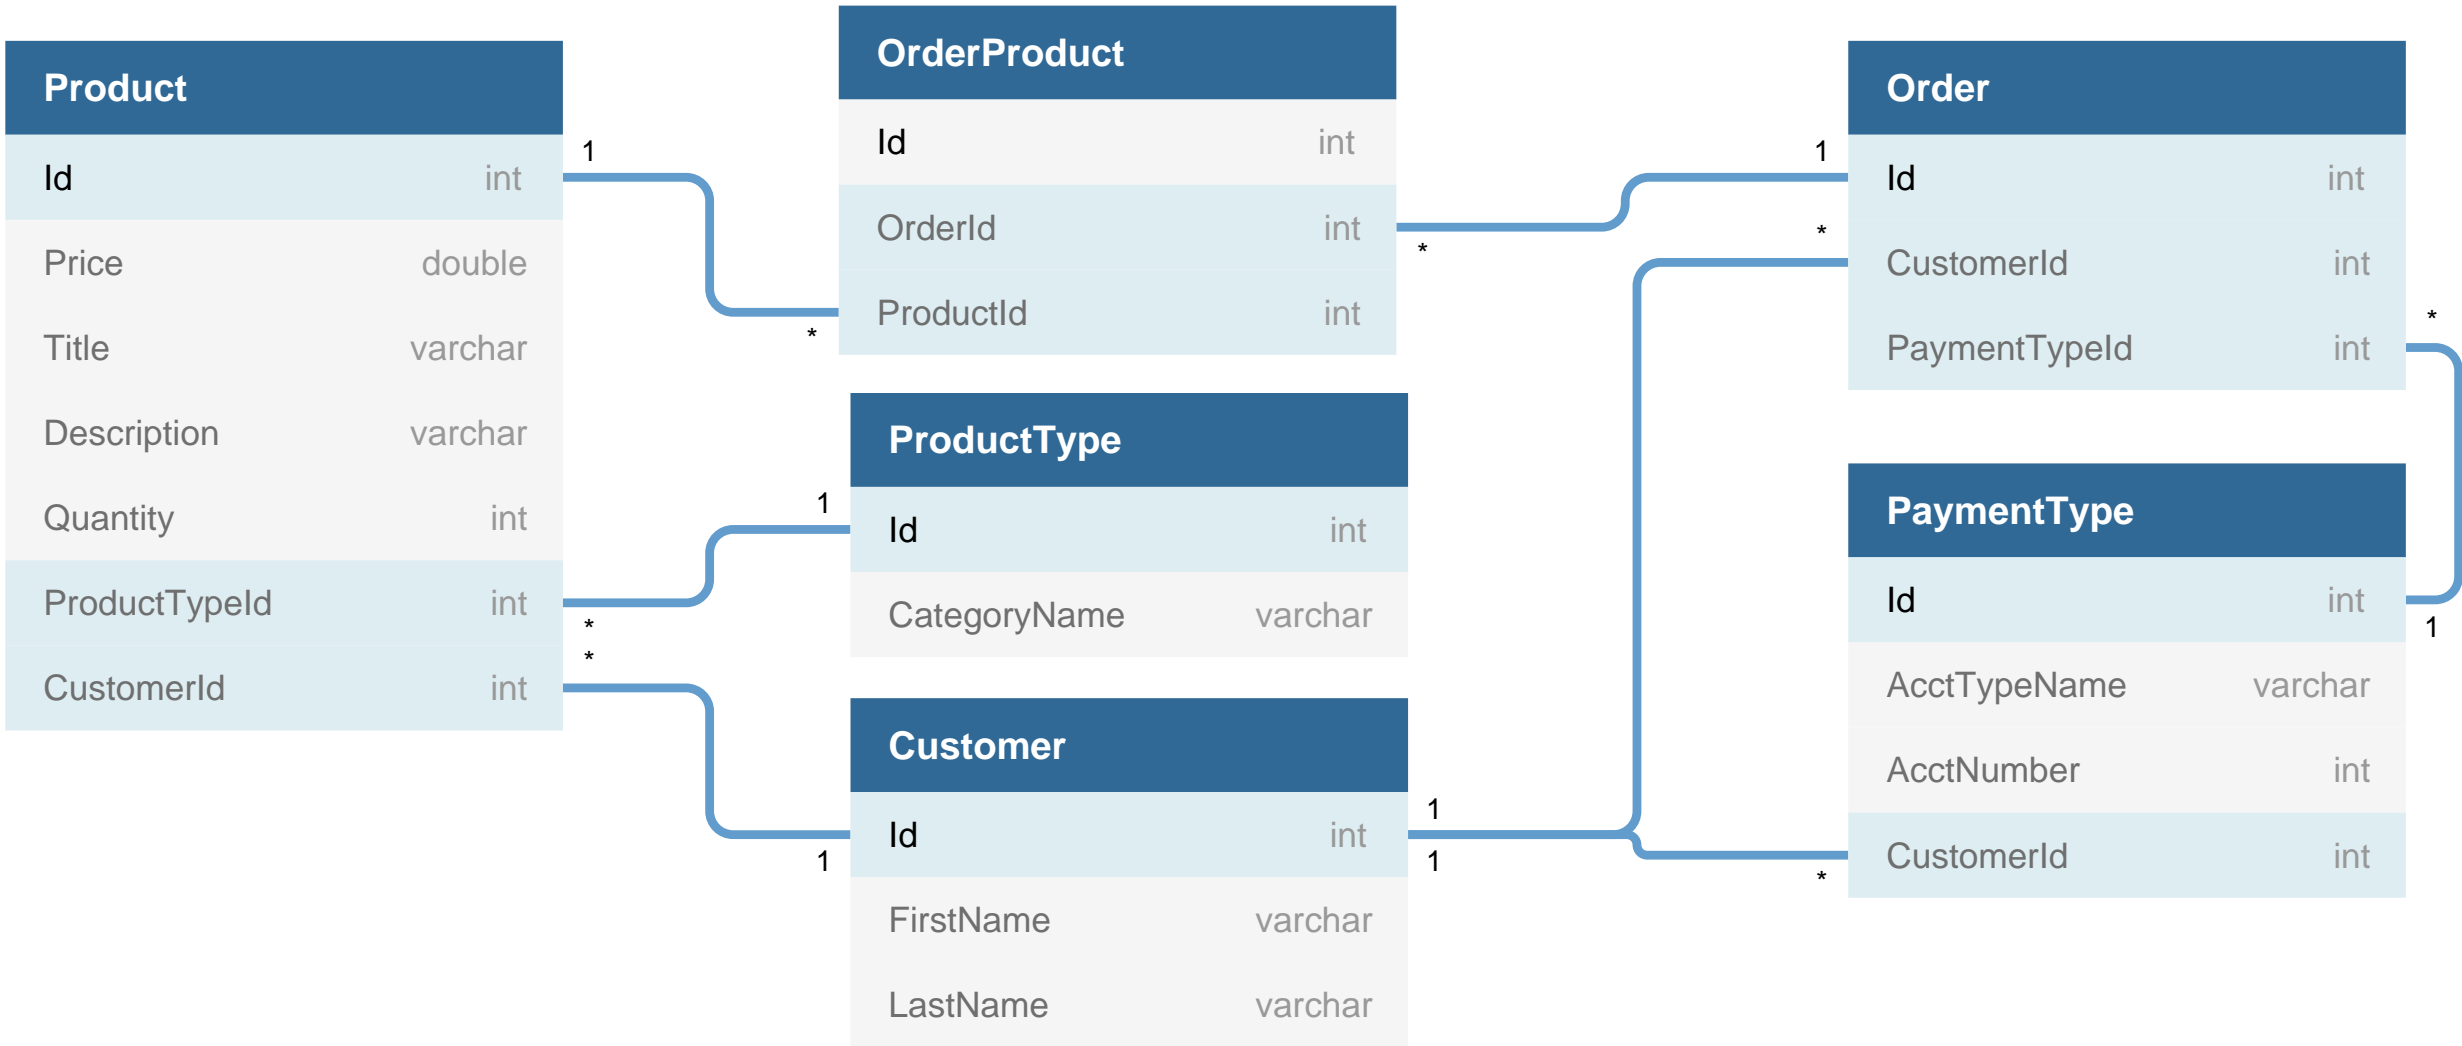 Product
Id int
Price double
Title varchar
Description varchar
Quantity int
ProductTypeId int
CustomerId int
1
*
*
*
1
1
OrderProduct
Id int
OrderId int
ProductId int
ProductType
Id int
CategoryName varchar
Customer
Id int
FirstName varchar
LastName varchar
*
1
1
1
*
*
Order
Id int
CustomerId int
PaymentTypeId int
*
1
PaymentType
Id int
AcctTypeName varchar
AcctNumber int
CustomerId int